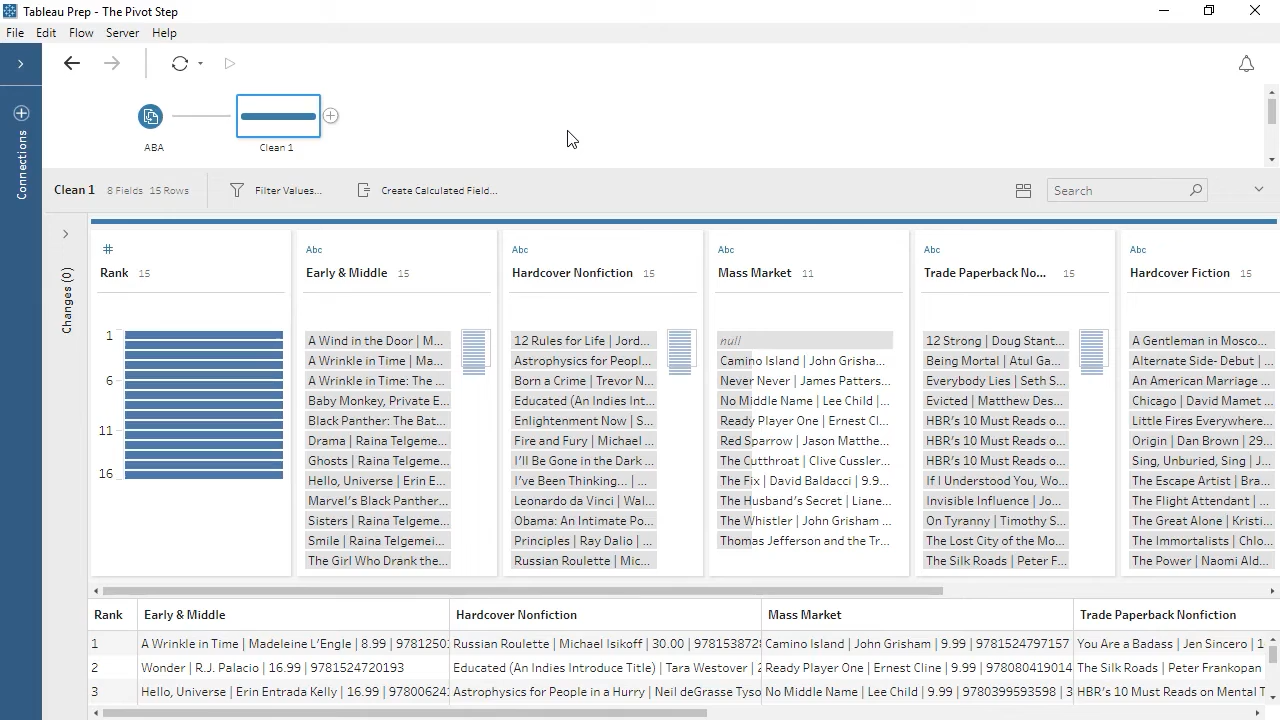 Tableau Prep - The Pivot Step
File Edit Flow Server Help
ABA
Clean 1
Connections
Clean 1 8 Fields 15 Rows Filter Values... Create Calculated Field... Search
Changes (0)
#
Rank 15
1
6
11
16
Abc
Early & Middle 15
A Wind in the Door | M...
A Wrinkle in Time | Ma...
A Wrinkle in Time: The ...
Baby Monkey, Private E...
Black Panther: The Bat...
Drama | Raina Telgeme...
Ghosts | Raina Telgeme...
Hello, Universe | Erin E...
Marvel's Black Panther...
Sisters | Raina Telgeme...
Smile | Raina Telgemei...
The Girl Who Drank the...
Abc
Hardcover Nonfiction 15
12 Rules for Life | Jord...
Astrophysics for Peopl...
Born a Crime | Trevor N...
Educated (An Indies Int...
Enlightenment Now | S...
Fire and Fury | Michael ...
I'll Be Gone in the Dark ...
I've Been Thinking... | ...
Leonardo da Vinci | Wal...
Obama: An Intimate Po...
Principles | Ray Dalio | ...
Russian Roulette | Mic...
Abc
Mass Market 11
null
Camino Island | John Grisha...
Never Never | James Patters...
No Middle Name | Lee Child |...
Ready Player One | Ernest Cl...
Red Sparrow | Jason Matthe...
The Cutthroat | Clive Cussler...
The Fix | David Baldacci | 9.9...
The Husband's Secret | Liane...
The Whistler | John Grisham ...
Thomas Jefferson and the Tr...
Abc
Trade Paperback No... 15
12 Strong | Doug Stant...
Being Mortal | Atul Ga...
Everybody Lies | Seth S...
Evicted | Matthew Des...
HBR's 10 Must Reads o...
HBR's 10 Must Reads o...
HBR's 10 Must Reads o...
If I Understood You, Wo...
Invisible Influence | Jo...
On Tyranny | Timothy S...
The Lost City of the Mo...
The Silk Roads | Peter F...
Abc
Hardcover Fiction 15
A Gentleman in Mosco...
Alternate Side- Debut | ...
An American Marriage ...
Chicago | David Mamet ...
Little Fires Everywhere...
Origin | Dan Brown | 29...
Sing, Unburied, Sing | J...
The Escape Artist | Bra...
The Flight Attendant | ...
The Great Alone | Kristi...
The Immortalists | Chlo...
The Power | Naomi Ald...
Rank Early & Middle Hardcover Nonfiction Mass Market Trade Paperback Nonfiction
1 A Wrinkle in Time | Madeleine L'Engle | 8.99 | 9781250 Russian Roulette | Michael Isikoff | 30.00 | 978153872 Camino Island | John Grisham | 9.99 | 9781524797157 You Are a Badass | Jen Sincero | 1
2 Wonder | R.J. Palacio | 16.99 | 9781524720193 Educated (An Indies Introduce Title) | Tara Westover | 2 Ready Player One | Ernest Cline | 9.99 | 978080419014 The Silk Roads | Peter Frankopan
3 Hello, Universe | Erin Entrada Kelly | 16.99 | 97800624 Astrophysics for People in a Hurry | Neil deGrasse Tyso No Middle Name | Lee Child | 9.99 | 9780399593598 | 3 HBR's 10 Must Reads on Mental T